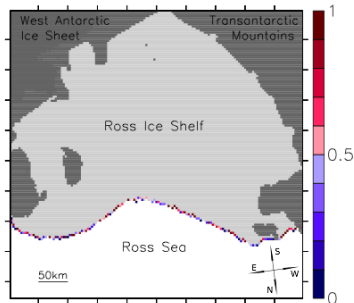 West Antarctic
Ice Sheet
Transantarctic
Mountains
Ross Ice Shelf
Ross Sea
50km
S
E
W
N
1
0.5
0